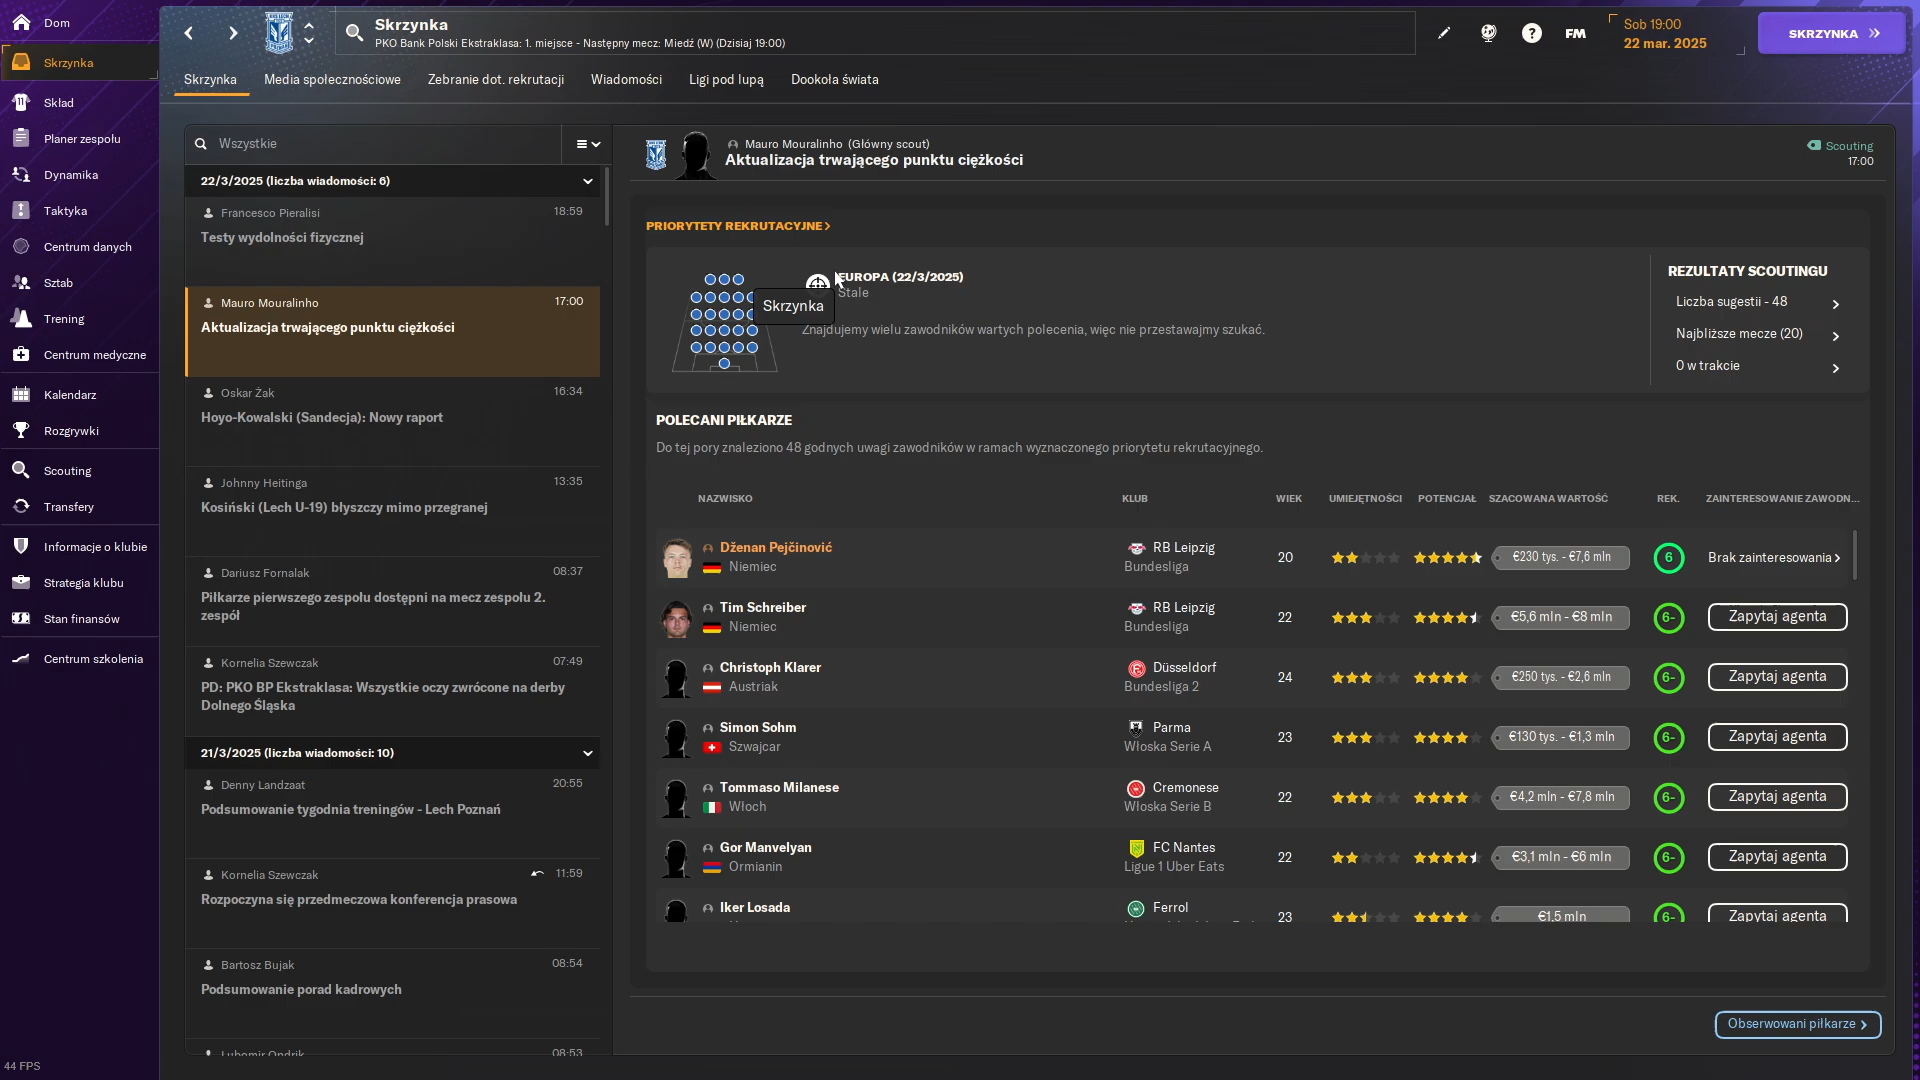 Dom
Skrzynka
Skład
Planer zespołu
Dynamika
Taktyka
Centrum danych
Sztab
Trening
Centrum medyczne
Kalendarz
Rozgrywki
Scouting
Transfery
Informacje o klubie
Strategia klubu
Stan finansów
Centrum szkolenia
44 FPS
Skrzynka
PKO Bank Polski Ekstraklasa: 1. miejsce - Następny mecz: Miedź (W) (Dzisiaj 19:00)
FM
Sob 19:00
22 mar. 2025
SKRZYNKA
Skrzynka Media społecznościowe Zebranie dot. rekrutacji Wiadomości Ligi pod lupą Dookoła świata
Wszystkie
22/3/2025 (liczba wiadomości: 6)
Francesco Pieralisi 18:59
Testy wydolności fizycznej
Mauro Mouralinho 17:00
Aktualizacja trwającego punktu ciężkości
Oskar Żak 16:34
Hoyo-Kowalski (Sandecja): Nowy raport
Johnny Heitinga 13:35
Kosiński (Lech U-19) błyszczy mimo przegranej
Dariusz Fornalak 08:37
Piłkarze pierwszego zespołu dostępni na mecz zespołu 2.
zespół
Kornelia Szewczak 07:49
PD: PKO BP Ekstraklasa: Wszystkie oczy zwrócone na derby
Dolnego Śląska
21/3/2025 (liczba wiadomości: 10)
Denny Landzaat 20:55
Podsumowanie tygodnia treningów - Lech Poznań
Kornelia Szewczak 11:59
Rozpoczyna się przedmeczowa konferencja prasowa
Bartosz Bujak 08:54
Podsumowanie porad kadrowych
Lubomir Ondrik 08:53
Mauro Mouralinho (Główny scout)
Aktualizacja trwającego punktu ciężkości
Scouting
17:00
PRIORYTETY REKRUTACYJNE
EUROPA (22/3/2025)
Stale
Skrzynka
Znajdujemy wielu zawodników wartych polecenia, więc nie przestawajmy szukać.
REZULTATY SCOUTINGU
Liczba sugestii - 48
Najbliższe mecze (20)
0 w trakcie
POLECANI PIŁKARZE
Do tej pory znaleziono 48 godnych uwagi zawodników w ramach wyznaczonego priorytetu rekrutacyjnego.
NAZWISKO KLUB WIEK UMIEJĘTNOŚCI POTENCJAŁ SZACOWANA WARTOŚĆ REK. ZAINTERESOWANIE ZAWODN...
Dženan Pejčinović RB Leipzig
Niemiec Bundesliga 20 €230 tys. - €7,6 mln 6 Brak zainteresowania
Tim Schreiber RB Leipzig
Niemiec Bundesliga 22 €5,6 mln - €8 mln 6- Zapytaj agenta
Christoph Klarer Düsseldorf
Austriak Bundesliga 2 24 €250 tys. - €2,6 mln 6- Zapytaj agenta
Simon Sohm Parma
Szwajcar Włoska Serie A 23 €130 tys. - €1,3 mln 6- Zapytaj agenta
Tommaso Milanese Cremonese
Włoch Włoska Serie B 22 €4,2 mln - €7,8 mln 6- Zapytaj agenta
Gor Manvelyan FC Nantes
Ormianin Ligue 1 Uber Eats 22 €3,1 mln - €6 mln 6- Zapytaj agenta
Iker Losada Ferrol
23 €1,5 mln 6- Zapytaj agenta
Obserwowani piłkarze